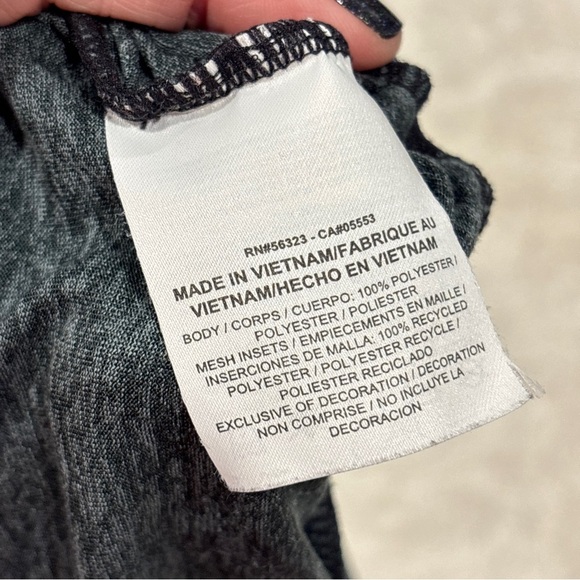 RN#56323 - CA#05553
MADE IN VIETNAM/FABRIQUE AU
VIETNAM/HECHO EN VIETNAM
BODY / CORPS / CUERPO: 100% POLYESTER /
POLYESTER / POLIESTER
MESH INSETS / EMPIECEMENTS EN MAILLE /
INSERCIONES DE MALLA: 100% RECYCLED
POLYESTER / POLYESTER RECYCLE /
POLIESTER RECICLADO
EXCLUSIVE OF DECORATION / DECORATION
NON COMPRISE / NO INCLUYE LA
DECORACION